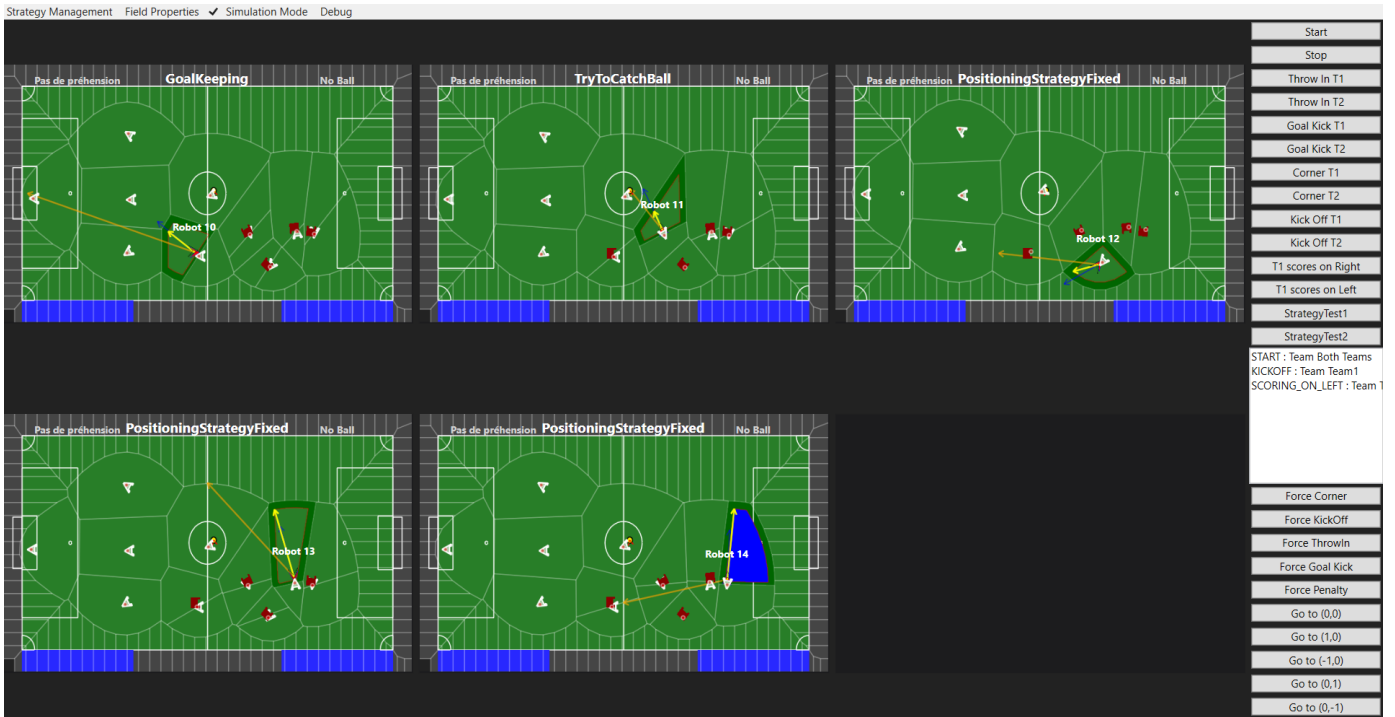 Strategy Management Field Properties Simulation Mode Debug
Start
Stop
Pas de préhension GoalKeeping No Ball
Pas de préhension TryToCatchBall No Ball
Pas de préhension PositioningStrategyFixed No Ball
Throw In T1
Throw In T2
Goal Kick T1
Goal Kick T2
Corner T1
Corner T2
Robot 10
Robot 11
Robot 12
Kick Off T1
Kick Off T2
T1 scores on Right
T1 scores on Left
StrategyTest1
StrategyTest2
START : Team Both Teams
KICKOFF : Team Team1
SCORING_ON_LEFT : Team T
Pas de préhension PositioningStrategyFixed No Ball
Pas de préhension PositioningStrategyFixed No Ball
Robot 13
Robot 14
Force Corner
Force KickOff
Force ThrowIn
Force Goal Kick
Force Penalty
Go to (0,0)
Go to (1,0)
Go to (-1,0)
Go to (0,1)
Go to (0,-1)